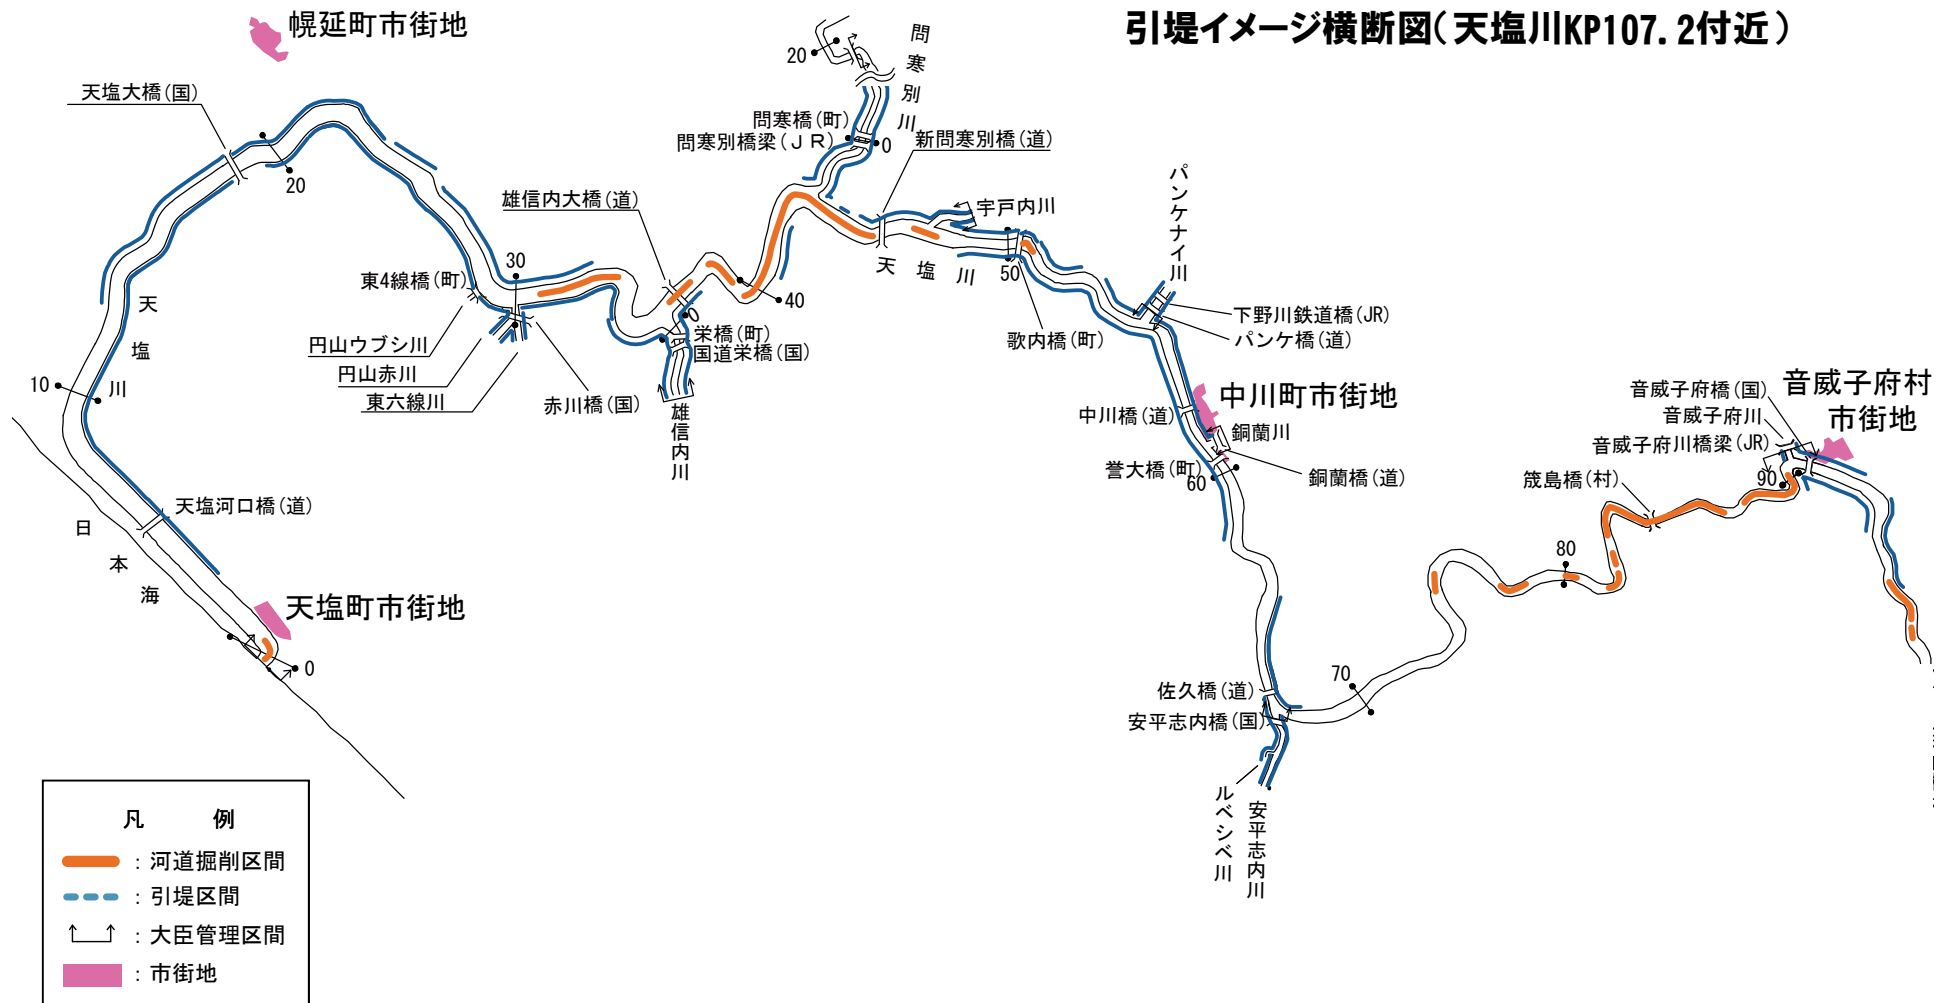 引堤イメージ横断図(天塩川KP107.2付近)
幌延町市街地
天塩大橋(国)
20
20
問寒別川
問寒橋(町)
問寒別橋梁(JR)
0
新問寒別橋(道)
雄信内大橋(道)
宇戸内川
パンケナイ川
天塩川
50
30
東4線橋(町)
40
0
栄橋(町)
国道栄橋(国)
歌内橋(町)
下野川鉄道橋(JR)
パンケ橋(道)
円山ウブシ川
円山赤川
東六線川
赤川橋(国)
雄信内川
天塩川
10
中川町市街地
中川橋(道)
銅蘭川
誉大橋(町)
60
銅蘭橋(道)
音威子府村
市街地
音威子府橋(国)
音威子府川
音威子府川橋梁(JR)
90
筬島橋(村)
天塩河口橋(道)
日本海
80
天塩町市街地
0
70
佐久橋(道)
安平志内橋(国)
ルベシベ川
安平志内川
凡例
:河道掘削区間
:引堤区間
:大臣管理区間
:市街地